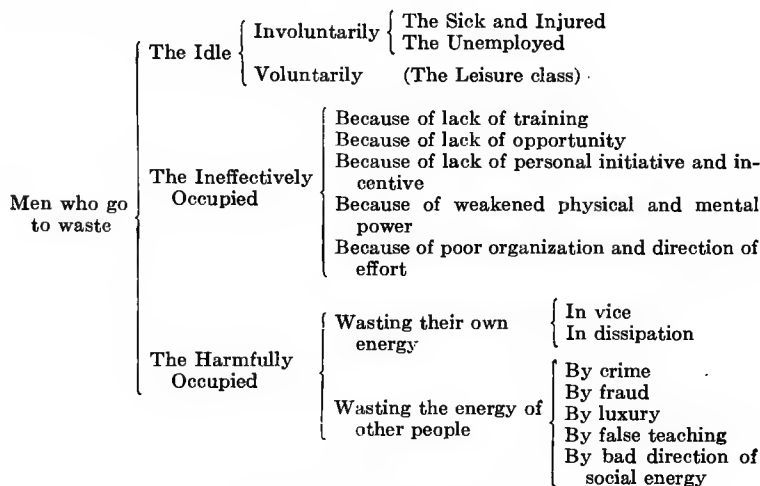 The Idle
Involuntarily
The Sick and Injured
The Unemployed
Voluntarily (The Leisure class)
Men who go
to waste
The Ineffectively
Occupied
Because of lack of training
Because of lack of opportunity
Because of lack of personal initiative and in-
centive
Because of weakened physical and mental
power
Because of poor organization and direction of
effort
The Harmfully
Occupied
Wasting their own
energy
In vice
In dissipation
Wasting the energy of
other people
By crime
By fraud
By luxury
By false teaching
By bad direction of
social energy